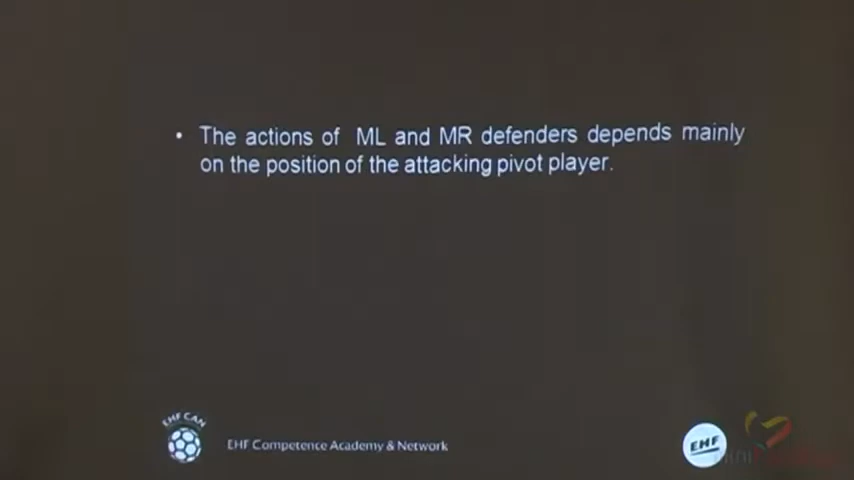 • The actions of ML and MR defenders depends mainly
on the position of the attacking pivot player.
EHF CAN
EHF Competence Academy & Network
EHF